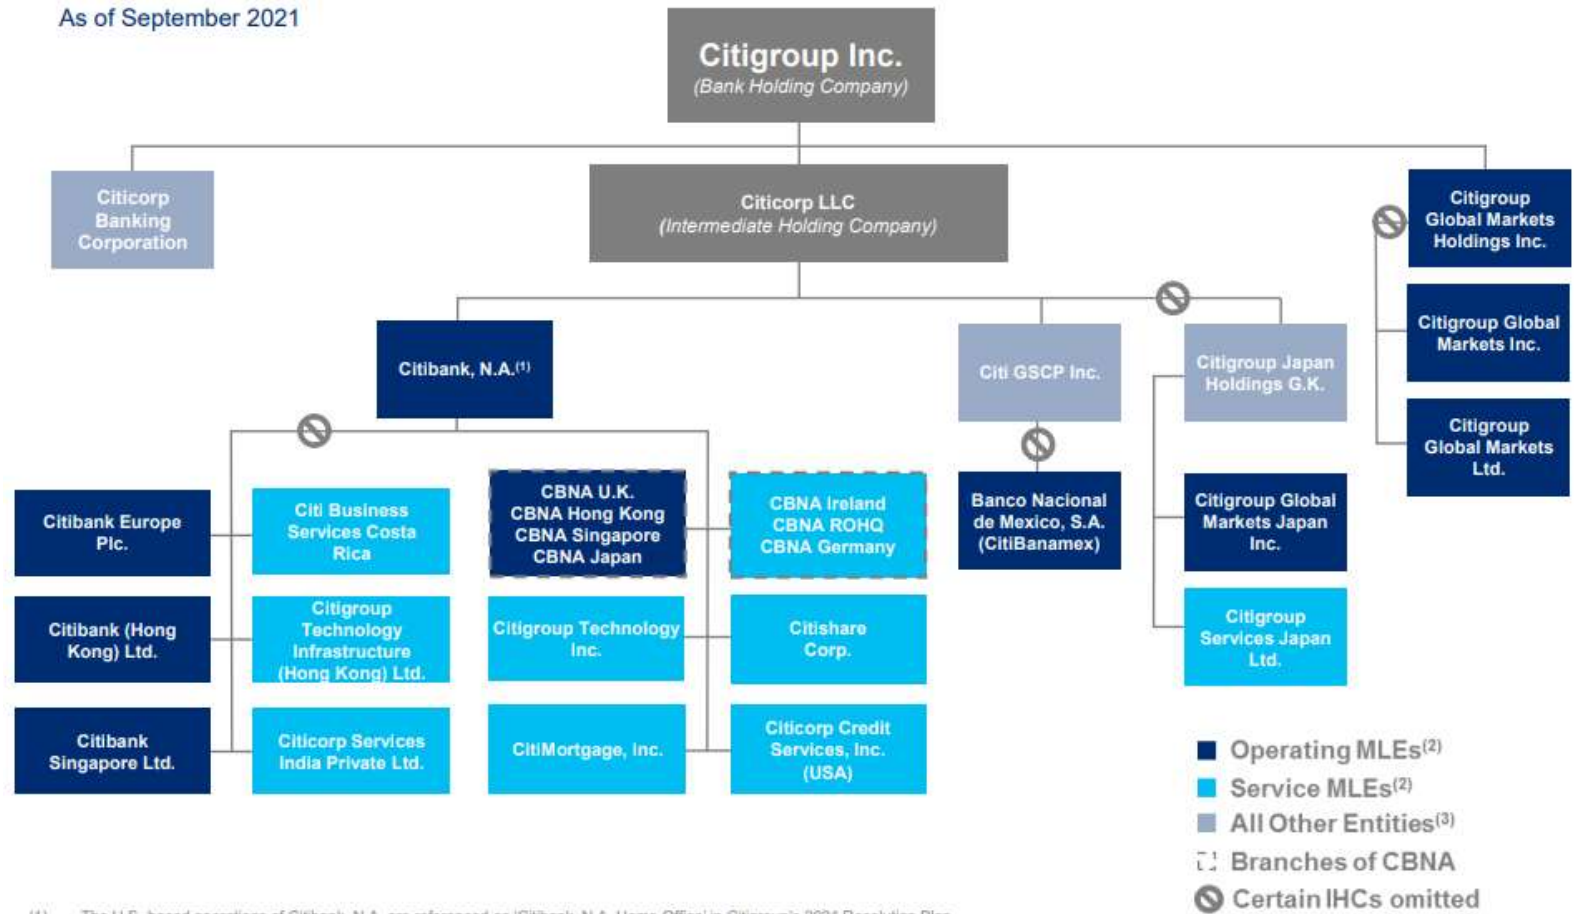 As of September 2021
Citigroup Inc.
(Bank Holding Company)
Citicorp
Banking
Corporation
Citicorp LLC
(Intermediate Holding Company)
Citigroup
Global Markets
Holdings Inc.
Citigroup Global
Markets Inc.
Citigroup
Global Markets
Ltd.
Citibank, N.A.(1)
Citi GSCP Inc.
Citigroup Japan
Holdings G.K.
Citibank Europe
Plc.
Citi Business
Services Costa
Rica
CBNA U.K.
CBNA Hong Kong
CBNA Singapore
CBNA Japan
CBNA Ireland
CBNA ROHQ
CBNA Germany
Banco Nacional
de Mexico, S.A.
(CitiBanamex)
Citigroup Global
Markets Japan
Inc.
Citibank (Hong
Kong) Ltd.
Citigroup
Technology
Infrastructure
(Hong Kong) Ltd.
Citigroup Technology
Inc.
Citishare
Corp.
Citigroup
Services Japan
Ltd.
Citibank
Singapore Ltd.
Citicorp Services
India Private Ltd.
CitiMortgage, Inc.
Citicorp Credit
Services, Inc.
(USA)
Operating MLEs(2)
Service MLEs(2)
All Other Entities(3)
Branches of CBNA
Certain IHCs omitted